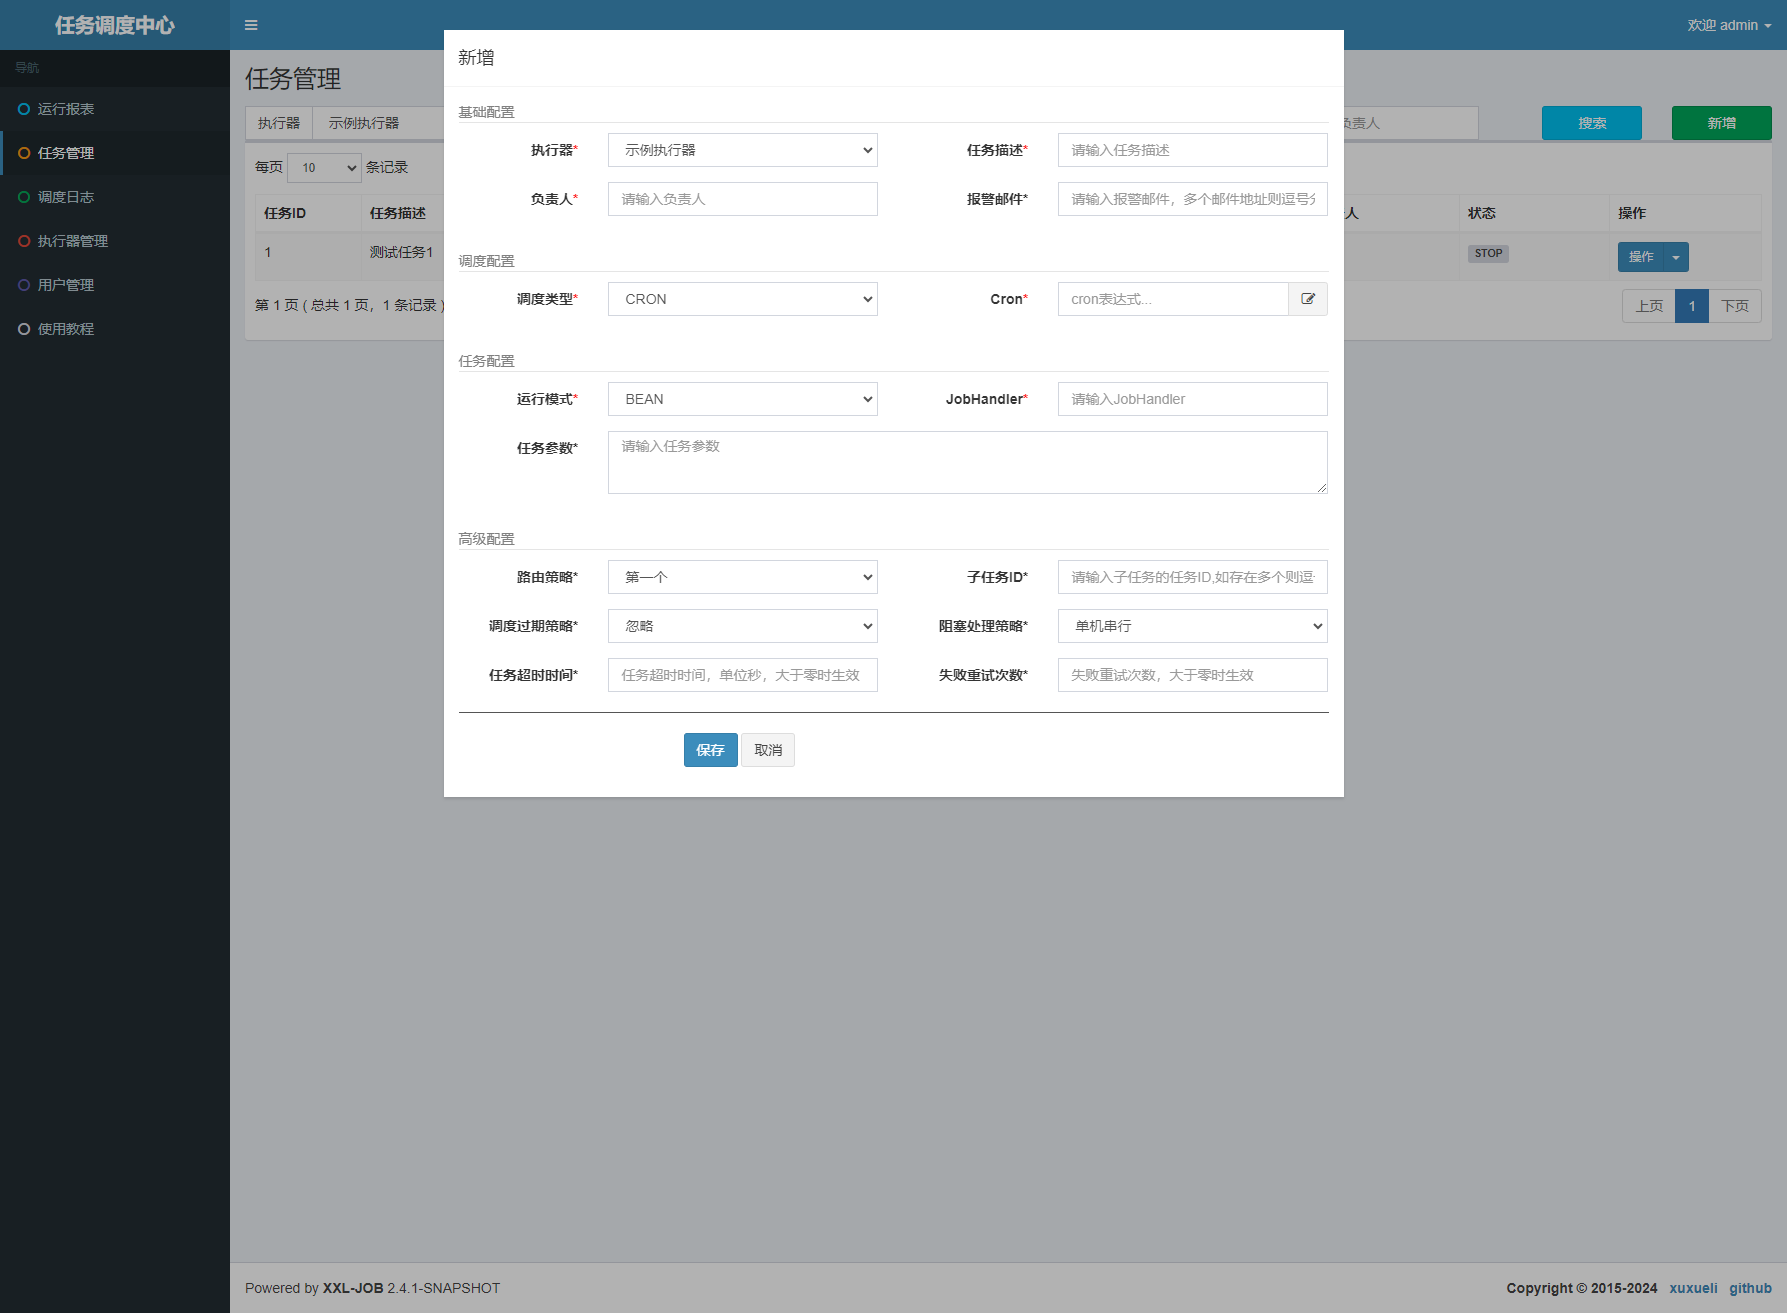 任务调度中心
欢迎 admin
导航
运行报表
任务管理
调度日志
执行器管理
用户管理
使用教程
任务管理
执行器 示例执行器
负责人
搜索
新增
每页 10 条记录
任务ID 任务描述 人 状态 操作
1 测试任务1 STOP 操作
第 1 页 ( 总共 1 页，1 条记录 )
上页 1 下页
新增
基础配置
执行器* 示例执行器 任务描述* 请输入任务描述
负责人* 请输入负责人 报警邮件* 请输入报警邮件，多个邮件地址则逗号分
调度配置
调度类型* CRON Cron* cron表达式...
任务配置
运行模式* BEAN JobHandler* 请输入JobHandler
任务参数* 请输入任务参数
高级配置
路由策略* 第一个 子任务ID* 请输入子任务的任务ID,如存在多个则逗
调度过期策略* 忽略 阻塞处理策略* 单机串行
任务超时时间* 任务超时时间，单位秒，大于零时生效 失败重试次数* 失败重试次数，大于零时生效
保存 取消
Powered by XXL-JOB 2.4.1-SNAPSHOT
Copyright © 2015-2024 xuxueli github